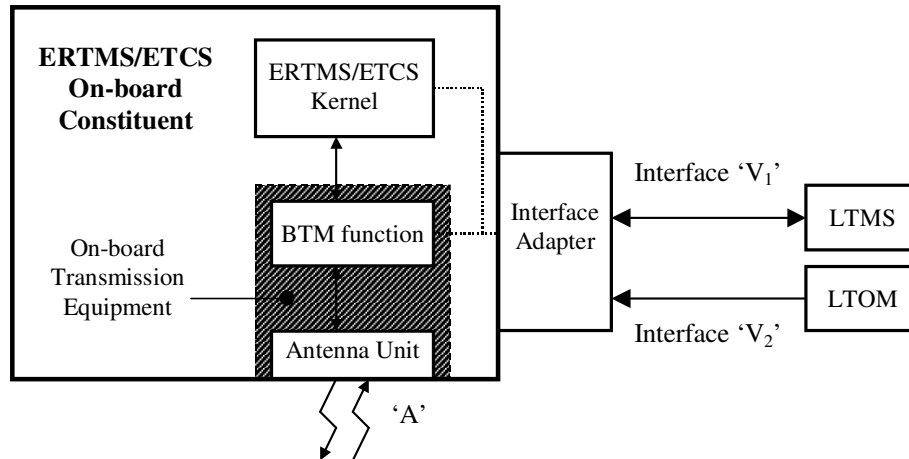 ERTMS/ETCS
On-board
Constituent
ERTMS/ETCS
Kernel
BTM function
On-board
Transmission
Equipment
Antenna Unit
‘A’
Interface
Adapter
Interface ‘V₁’
LTMS
LTOM
Interface ‘V₂’